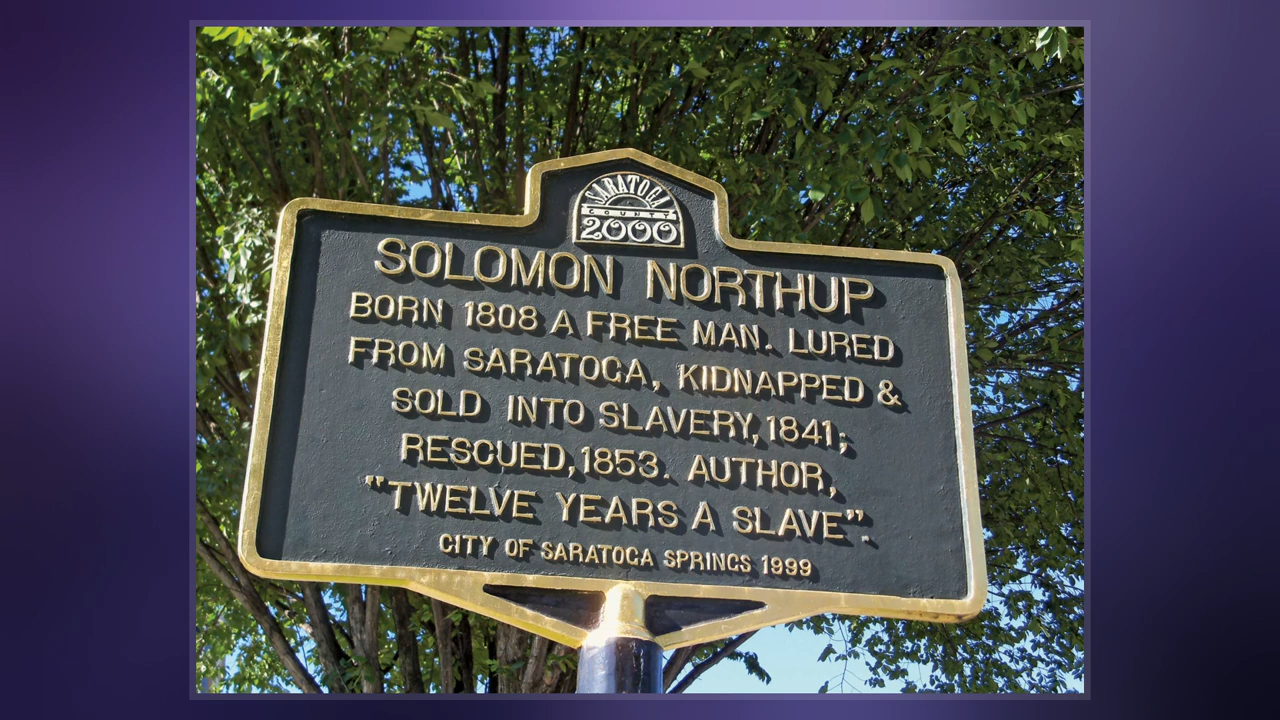 SARATOGA
COUNTY
2000
SOLOMON NORTHUP
BORN 1808 A FREE MAN. LURED
FROM SARATOGA, KIDNAPPED &
SOLD INTO SLAVERY, 1841;
RESCUED, 1853. AUTHOR,
"TWELVE YEARS A SLAVE".
CITY OF SARATOGA SPRINGS 1999